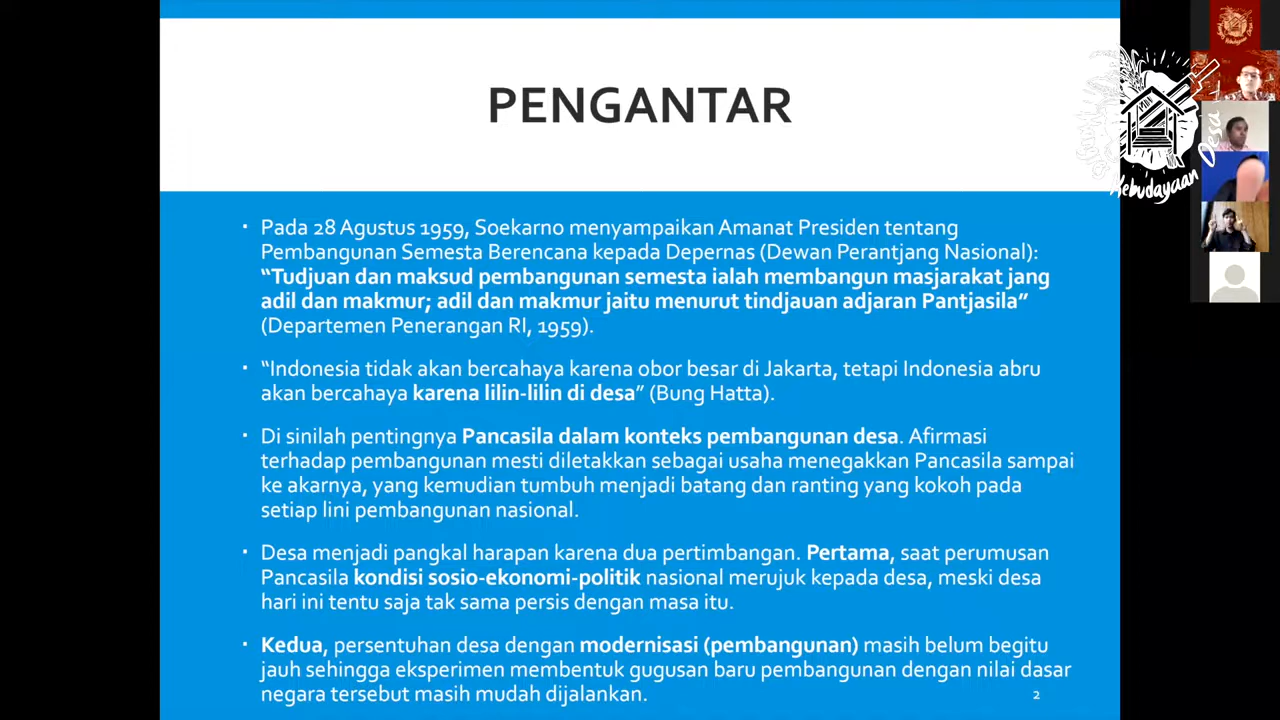 PENGANTAR
Pada 28 Agustus 1959, Soekarno menyampaikan Amanat Presiden tentang
Pembangunan Semesta Berencana kepada Depernas (Dewan Perantjang Nasional):
“Tudjuan dan maksud pembangunan semesta ialah membangun masjarakat jang
adil dan makmur; adil dan makmur jaitu menurut tindjauan adjaran Pantjasila”
(Departemen Penerangan RI, 1959).
“Indonesia tidak akan bercahaya karena obor besar di Jakarta, tetapi Indonesia abru
akan bercahaya karena lilin-lilin di desa” (Bung Hatta).
Di sinilah pentingnya Pancasila dalam konteks pembangunan desa. Afirmasi
terhadap pembangunan mesti diletakkan sebagai usaha menegakkan Pancasila sampai
ke akarnya, yang kemudian tumbuh menjadi batang dan ranting yang kokoh pada
setiap lini pembangunan nasional.
Desa menjadi pangkal harapan karena dua pertimbangan. Pertama, saat perumusan
Pancasila kondisi sosio-ekonomi-politik nasional merujuk kepada desa, meski desa
hari ini tentu saja tak sama persis dengan masa itu.
Kedua, persentuhan desa dengan modernisasi (pembangunan) masih belum begitu
jauh sehingga eksperimen membentuk gugusan baru pembangunan dengan nilai dasar
negara tersebut masih mudah dijalankan.
2
Kebudayaan Desa